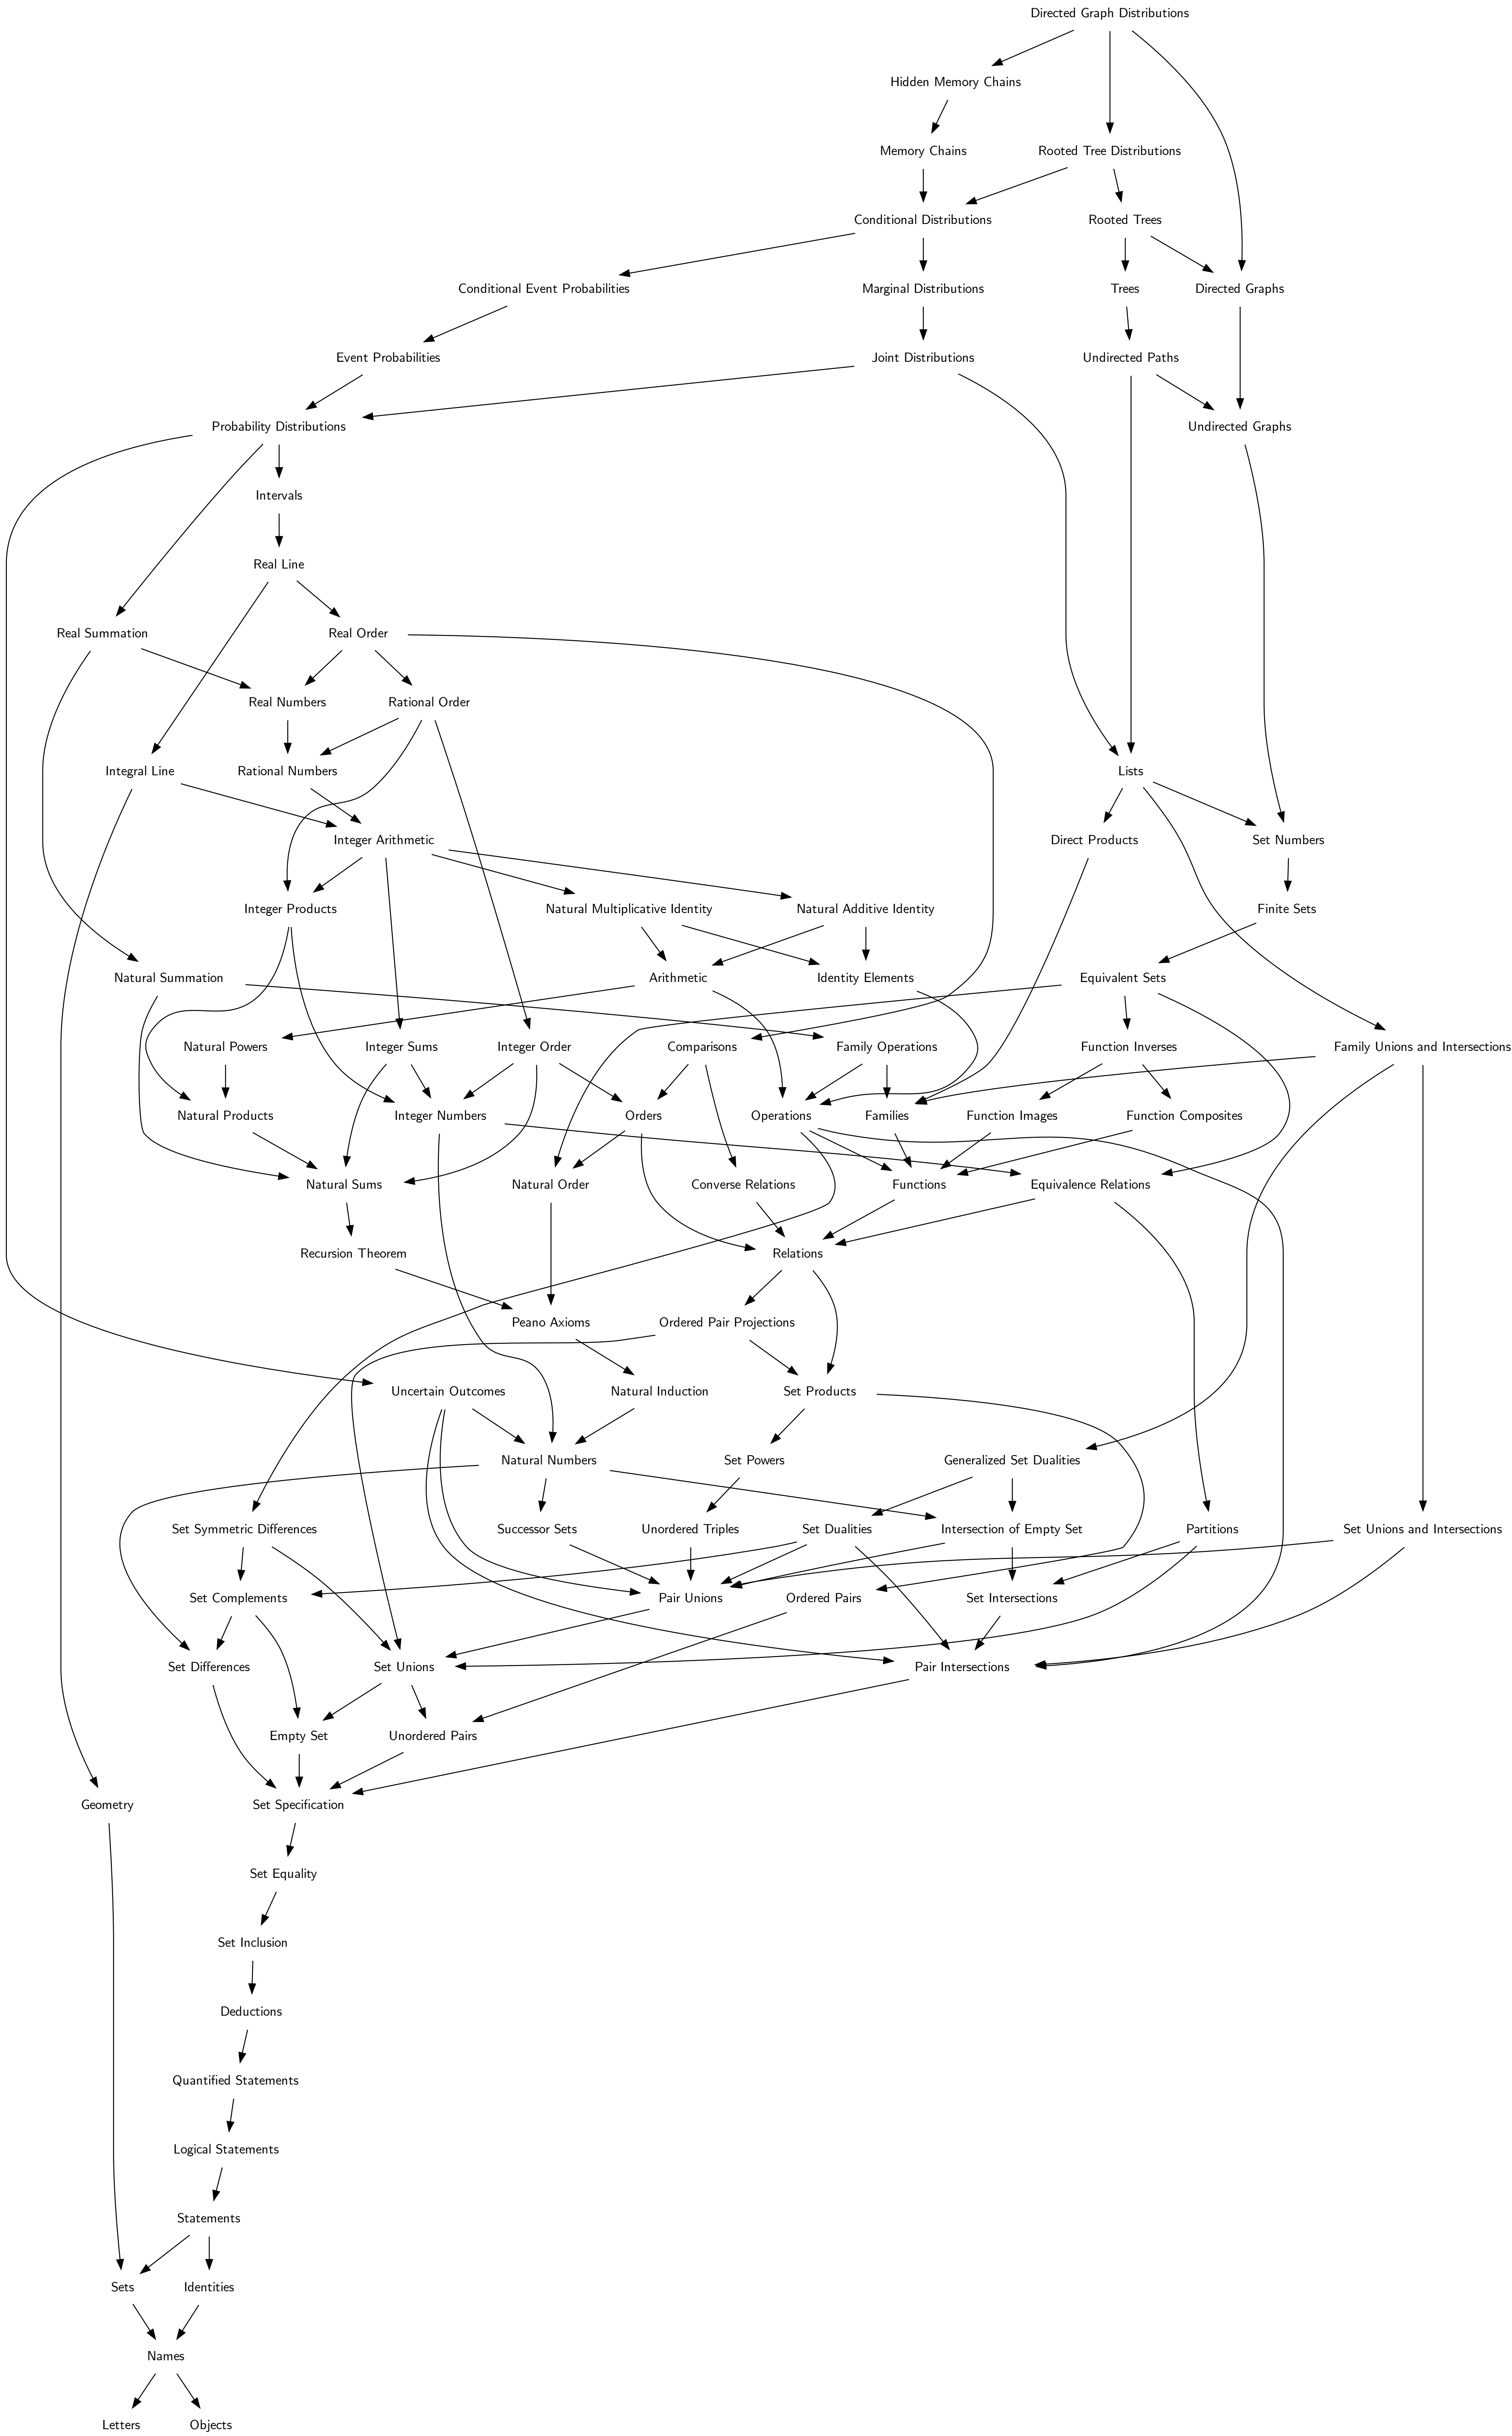 Directed Graph Distributions
Hidden Memory Chains
Memory Chains
Rooted Tree Distributions
Conditional Distributions
Rooted Trees
Conditional Event Probabilities
Marginal Distributions
Trees
Directed Graphs
Event Probabilities
Joint Distributions
Undirected Paths
Probability Distributions
Undirected Graphs
Intervals
Real Line
Real Summation
Real Order
Real Numbers
Rational Order
Integral Line
Rational Numbers
Lists
Integer Arithmetic
Direct Products
Set Numbers
Integer Products
Natural Multiplicative Identity
Natural Additive Identity
Finite Sets
Natural Summation
Arithmetic
Identity Elements
Equivalent Sets
Natural Powers
Integer Sums
Integer Order
Comparisons
Family Operations
Function Inverses
Family Unions and Intersections
Natural Products
Integer Numbers
Orders
Operations
Families
Function Images
Function Composites
Natural Sums
Natural Order
Converse Relations
Functions
Equivalence Relations
Recursion Theorem
Relations
Peano Axioms
Ordered Pair Projections
Uncertain Outcomes
Natural Induction
Set Products
Natural Numbers
Set Powers
Generalized Set Dualities
Set Symmetric Differences
Successor Sets
Unordered Triples
Set Dualities
Intersection of Empty Set
Partitions
Set Unions and Intersections
Set Complements
Pair Unions
Ordered Pairs
Set Intersections
Set Differences
Set Unions
Pair Intersections
Empty Set
Unordered Pairs
Geometry
Set Specification
Set Equality
Set Inclusion
Deductions
Quantified Statements
Logical Statements
Statements
Sets
Identities
Names
Letters
Objects